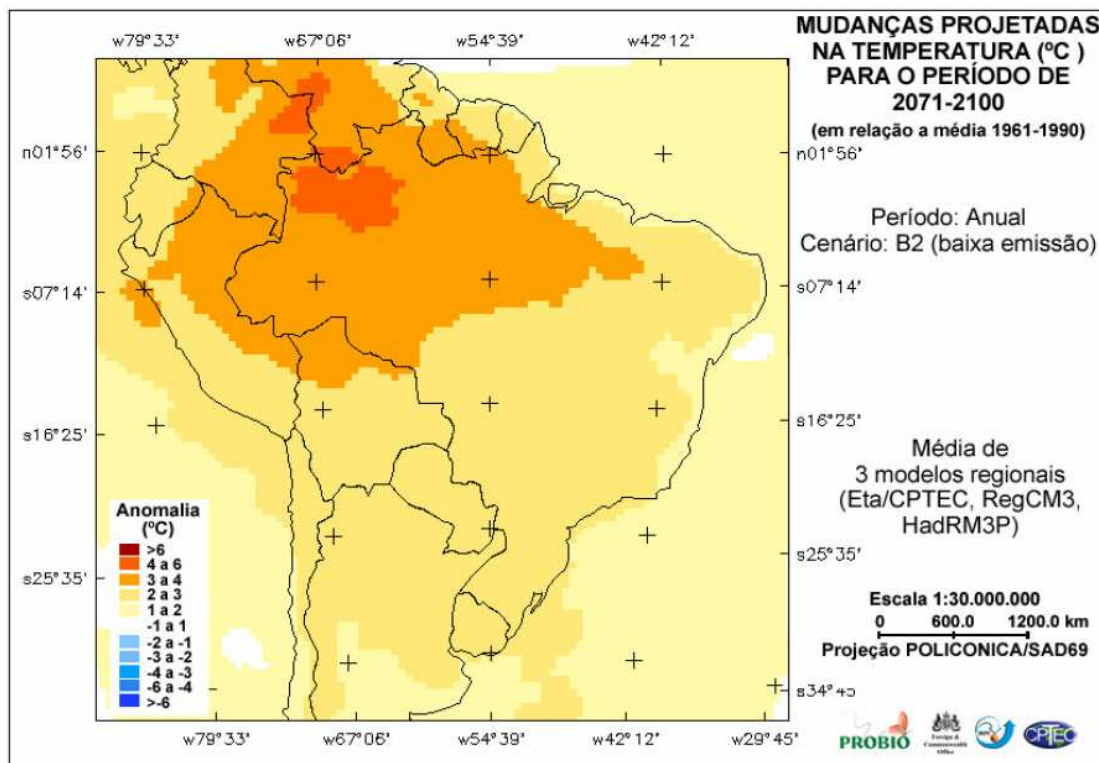 MUDANÇAS PROJETADAS
NA TEMPERATURA (ºC )
PARA O PERÍODO DE
2071-2100
(em relação a média 1961-1990)
Período: Anual
Cenário: B2 (baixa emissão)
Média de
3 modelos regionais
(Eta/CPTEC, RegCM3,
HadRM3P)
Escala 1:30.000.000
0 600.0 1200.0 km
Projeção POLICONICA/SAD69
w79°33' w67°06' w54°39' w42°12'
n01°56' n01°56'
s07°14' s07°14'
s16°25' s16°25'
s25°35' s25°35'
s34°45'
w79°33' w67°06' w54°39' w42°12' w29°45'
Anomalia
(ºC)
>6
4 a 6
3 a 4
2 a 3
1 a 2
-1 a 1
-2 a -1
-3 a -2
-4 a -3
-6 a -4
>-6
PROBIO
Foreign &
Commonwealth
Office
CPTEC